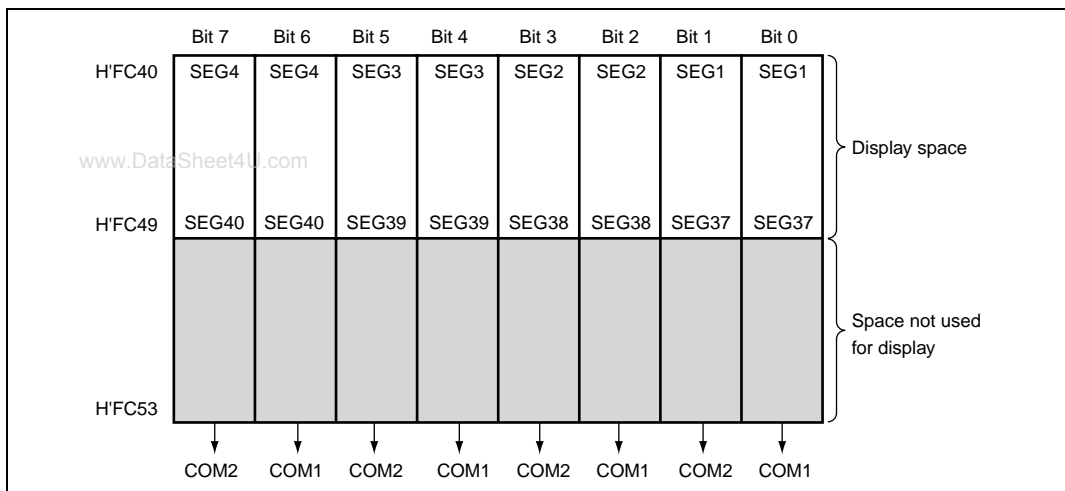 Bit 7 Bit 6 Bit 5 Bit 4 Bit 3 Bit 2 Bit 1 Bit 0
H'FC40 SEG4 SEG4 SEG3 SEG3 SEG2 SEG2 SEG1 SEG1
Display space
www.DataSheet4U.com
H'FC49 SEG40 SEG40 SEG39 SEG39 SEG38 SEG38 SEG37 SEG37
Space not used
for display
H'FC53
COM2 COM1 COM2 COM1 COM2 COM1 COM2 COM1